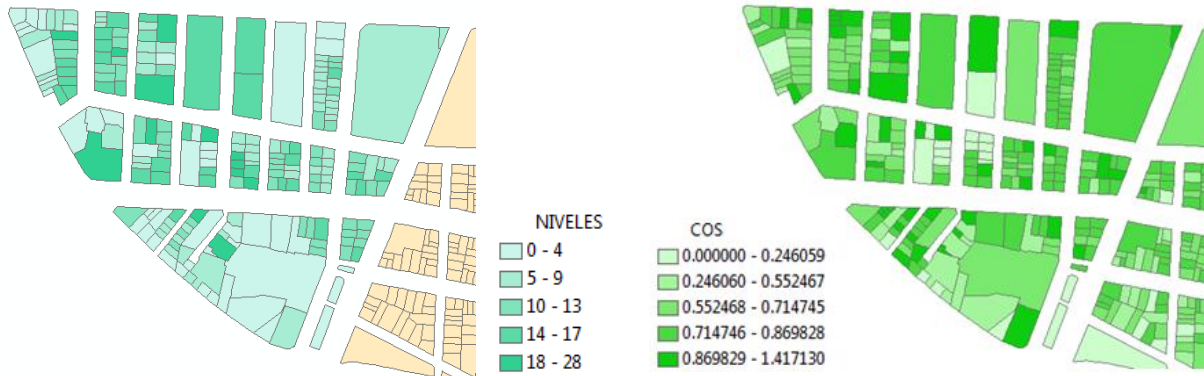 NIVELES
0 - 4
5 - 9
10 - 13
14 - 17
18 - 28
COS
0.000000 - 0.246059
0.246060 - 0.552467
0.552468 - 0.714745
0.714746 - 0.869828
0.869829 - 1.417130